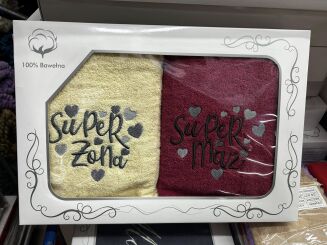 100% Bawełna
SuPeR
żona
SuPeR
Mąż